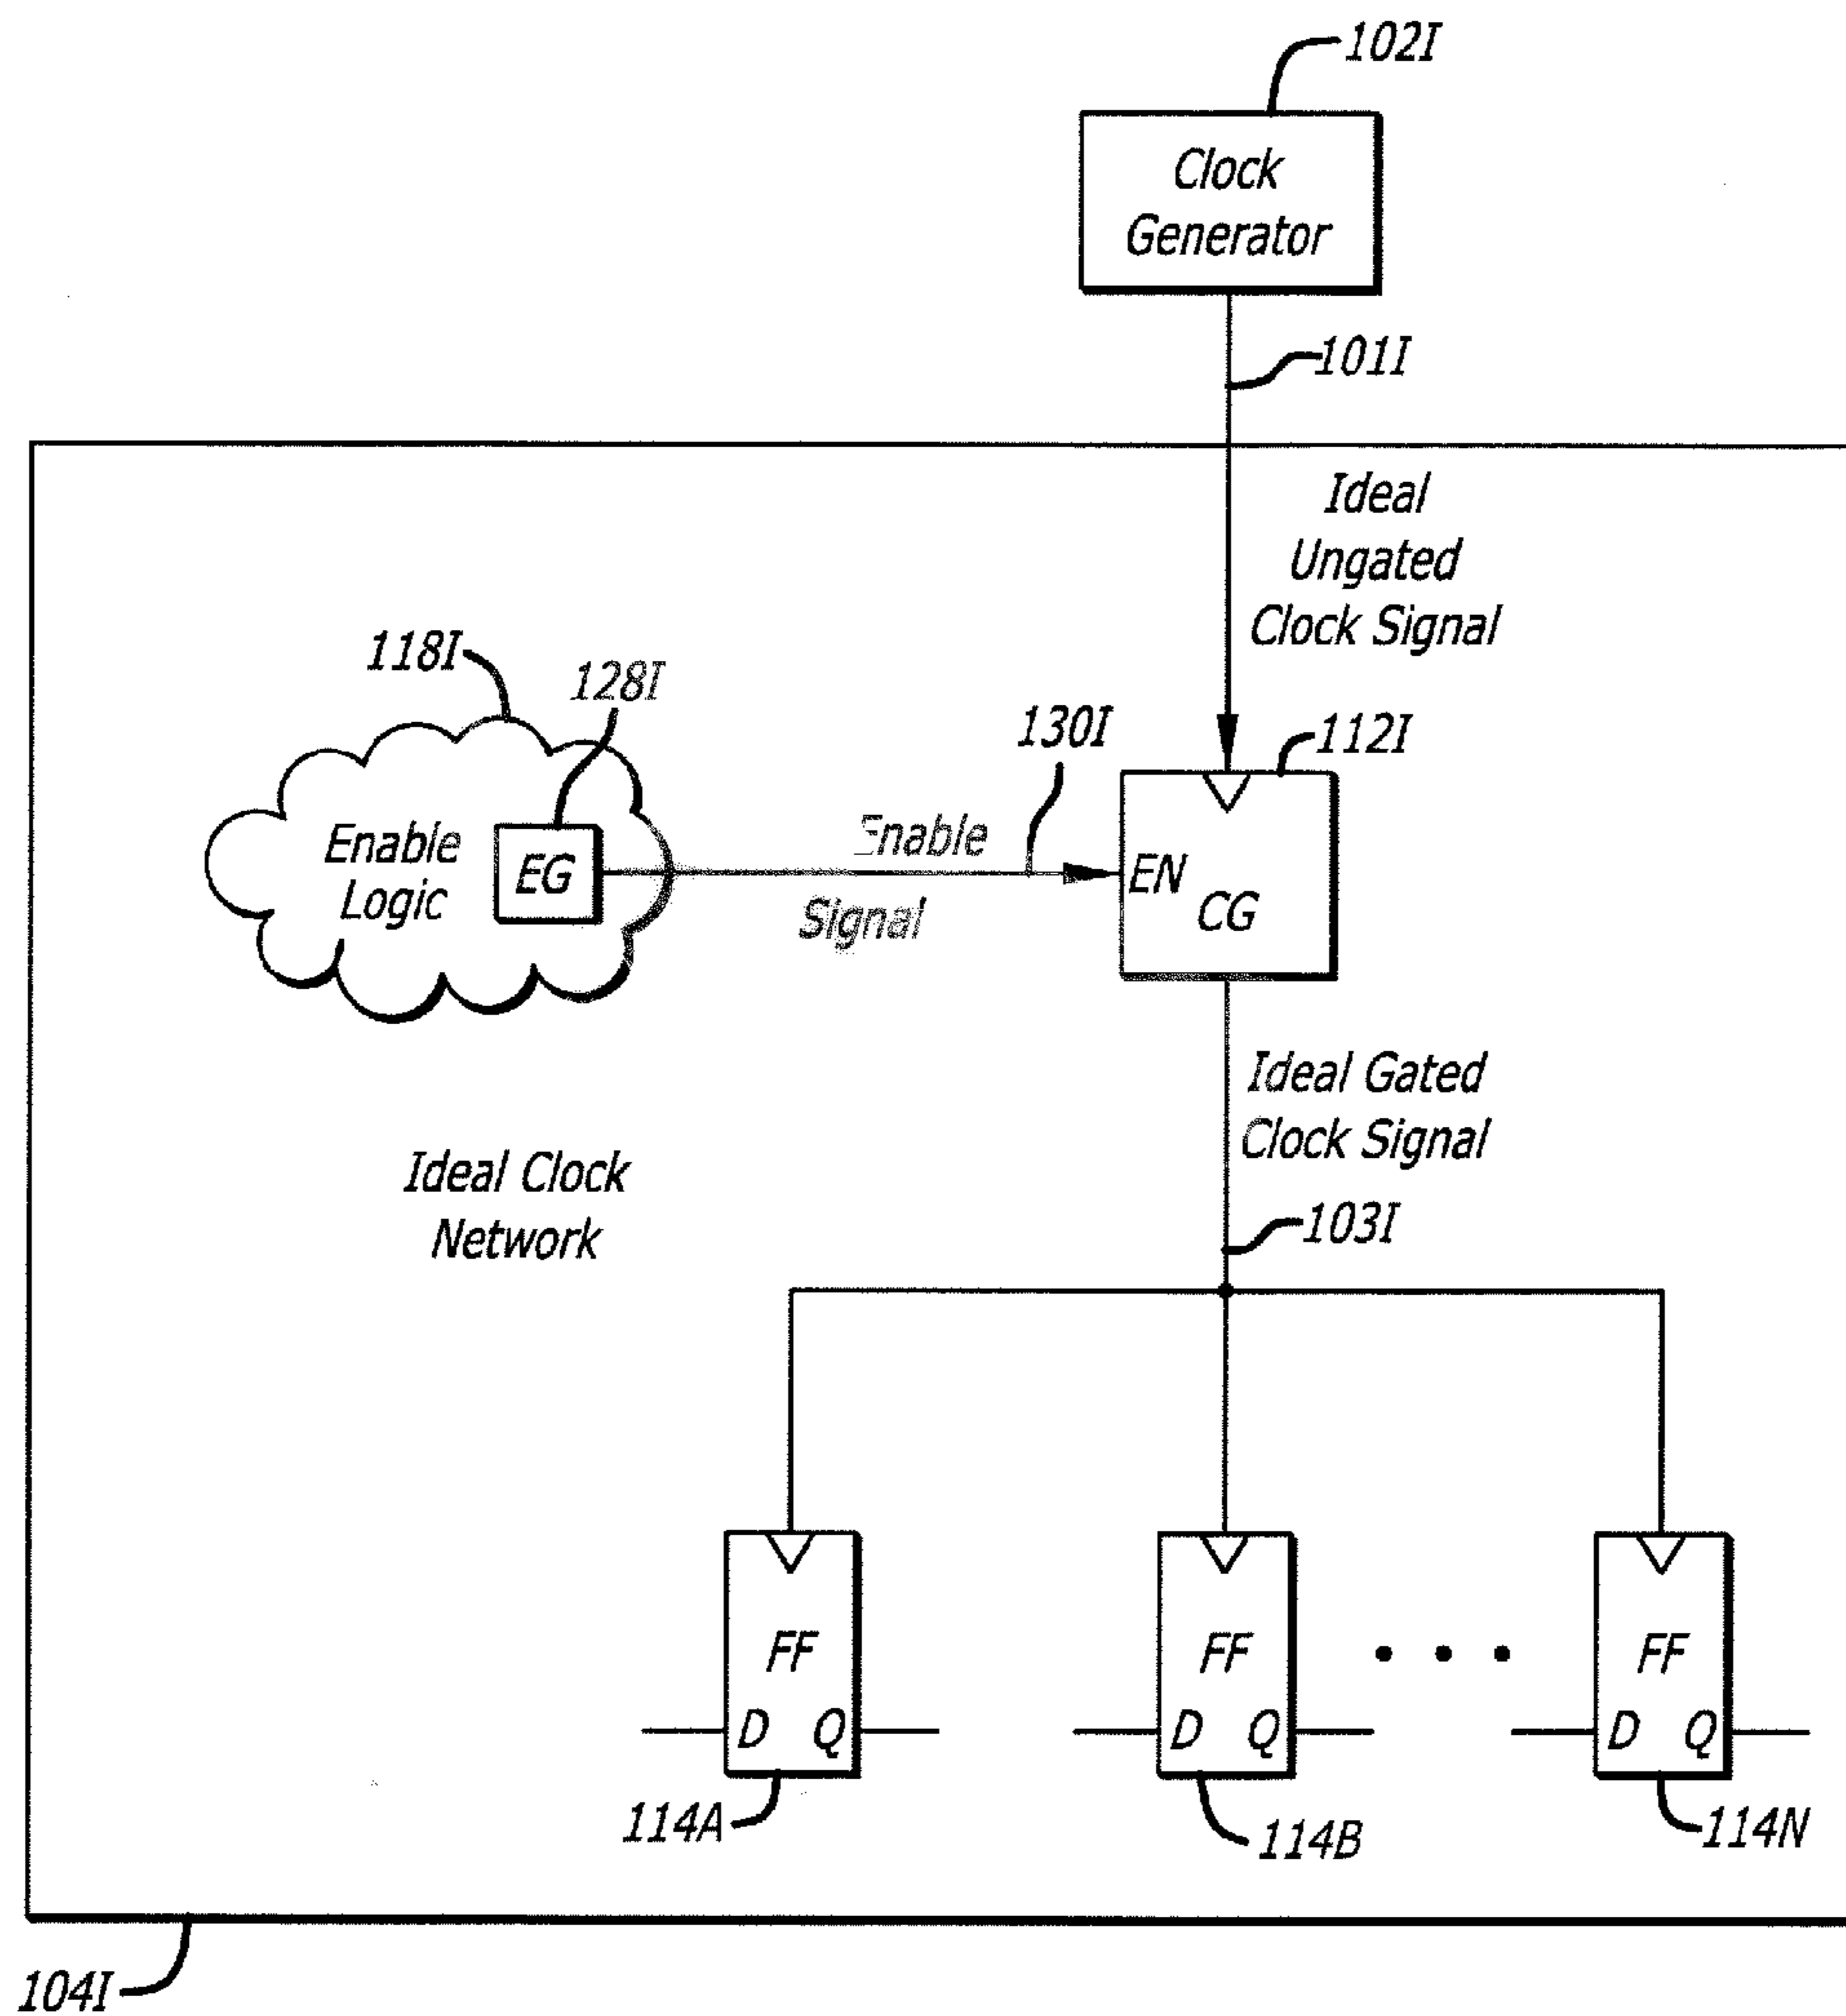 102I
Clock
Generator
101I
Ideal
Ungated
Clock Signal
118I
128I
130I
112I
Enable
Logic
EG
Enable
Signal
EN
CG
Ideal Gated
Clock Signal
Ideal Clock
Network
103I
FF
D Q
FF
D Q
FF
D Q
114A
114B
114N
104I